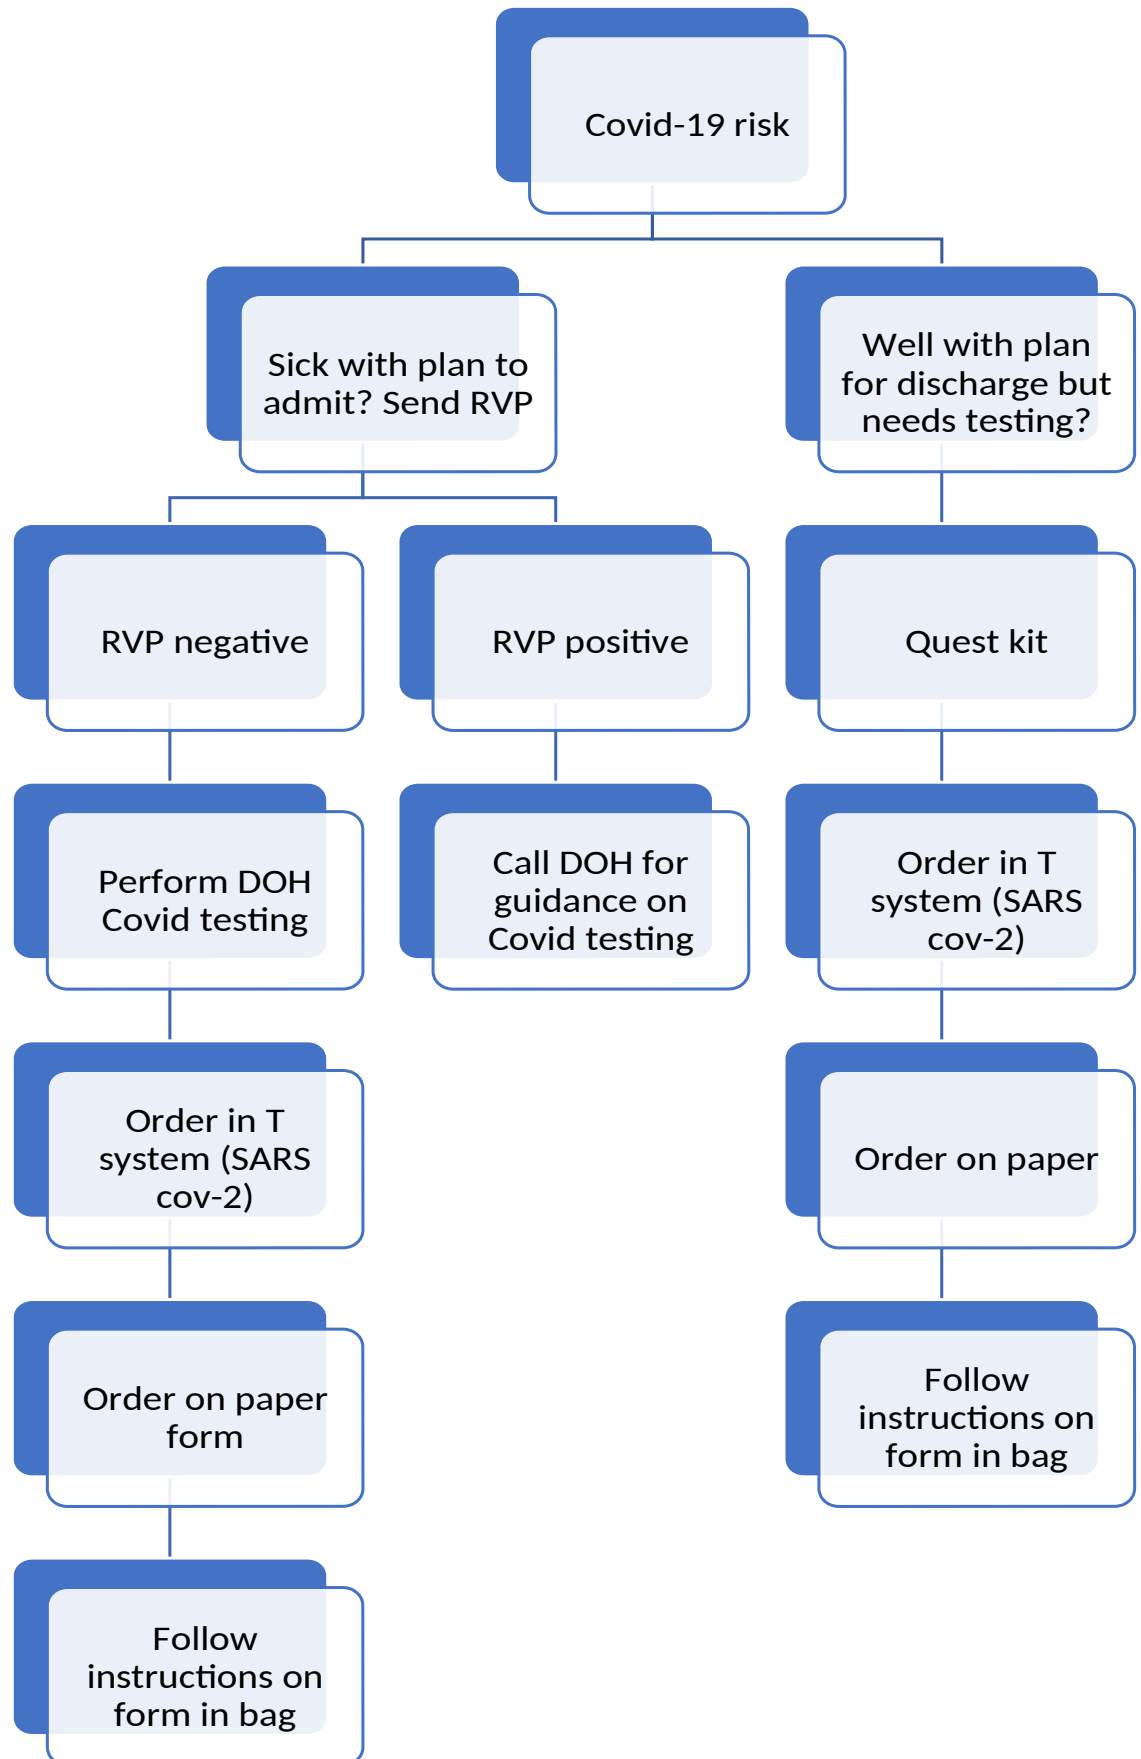 Covid-19 risk
Sick with plan to
admit? Send RVP
Well with plan
for discharge but
needs testing?
RVP negative
RVP positive
Quest kit
Perform DOH
Covid testing
Call DOH for
guidance on
Covid testing
Order in T
system (SARS
cov-2)
Order in T
system (SARS
cov-2)
Order on paper
Order on paper
form
Follow
instructions on
form in bag
Follow
instructions on
form in bag